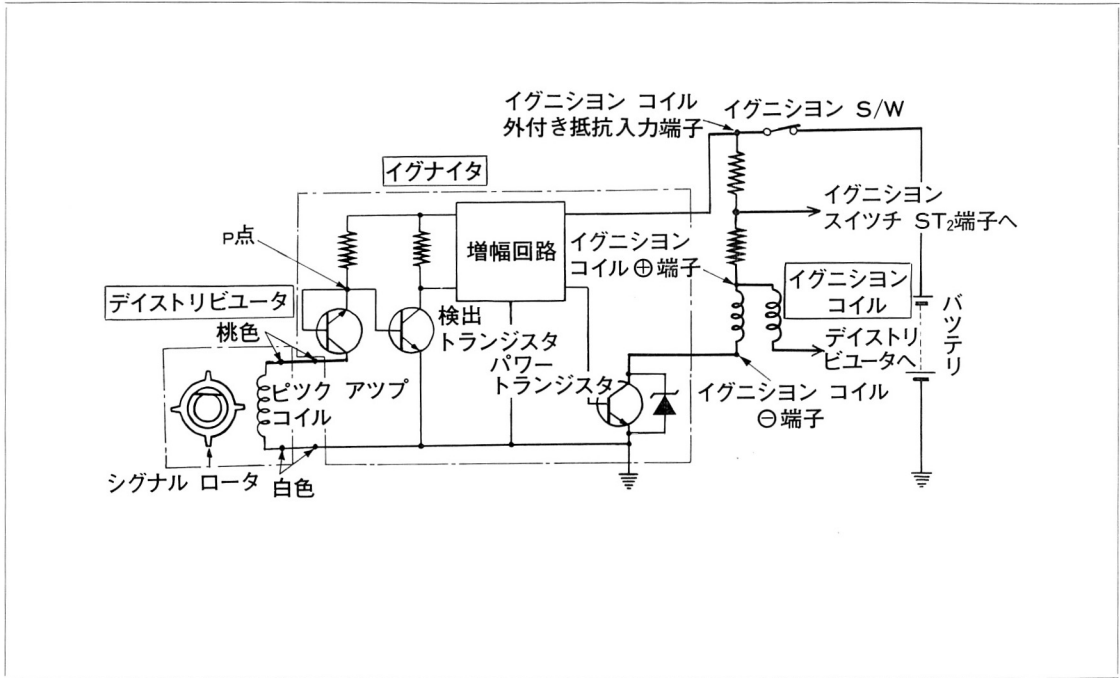 イグニシヨン コイル
外付き抵抗入力端子
イグニシヨン S/W
イグナイタ
イグニシヨン
スイツチ ST₂端子へ
P点
増幅回路
イグニシヨン
コイル⊕端子
イグニシヨン
コイル
デイストリビユータ
バツテリ
桃色
検出
トランジスタ
パワー
トランジスタ
デイストリ
ビユータへ
ピツク アツプ
コイル
イグニシヨン コイル
⊖端子
シグナル ロータ
白色